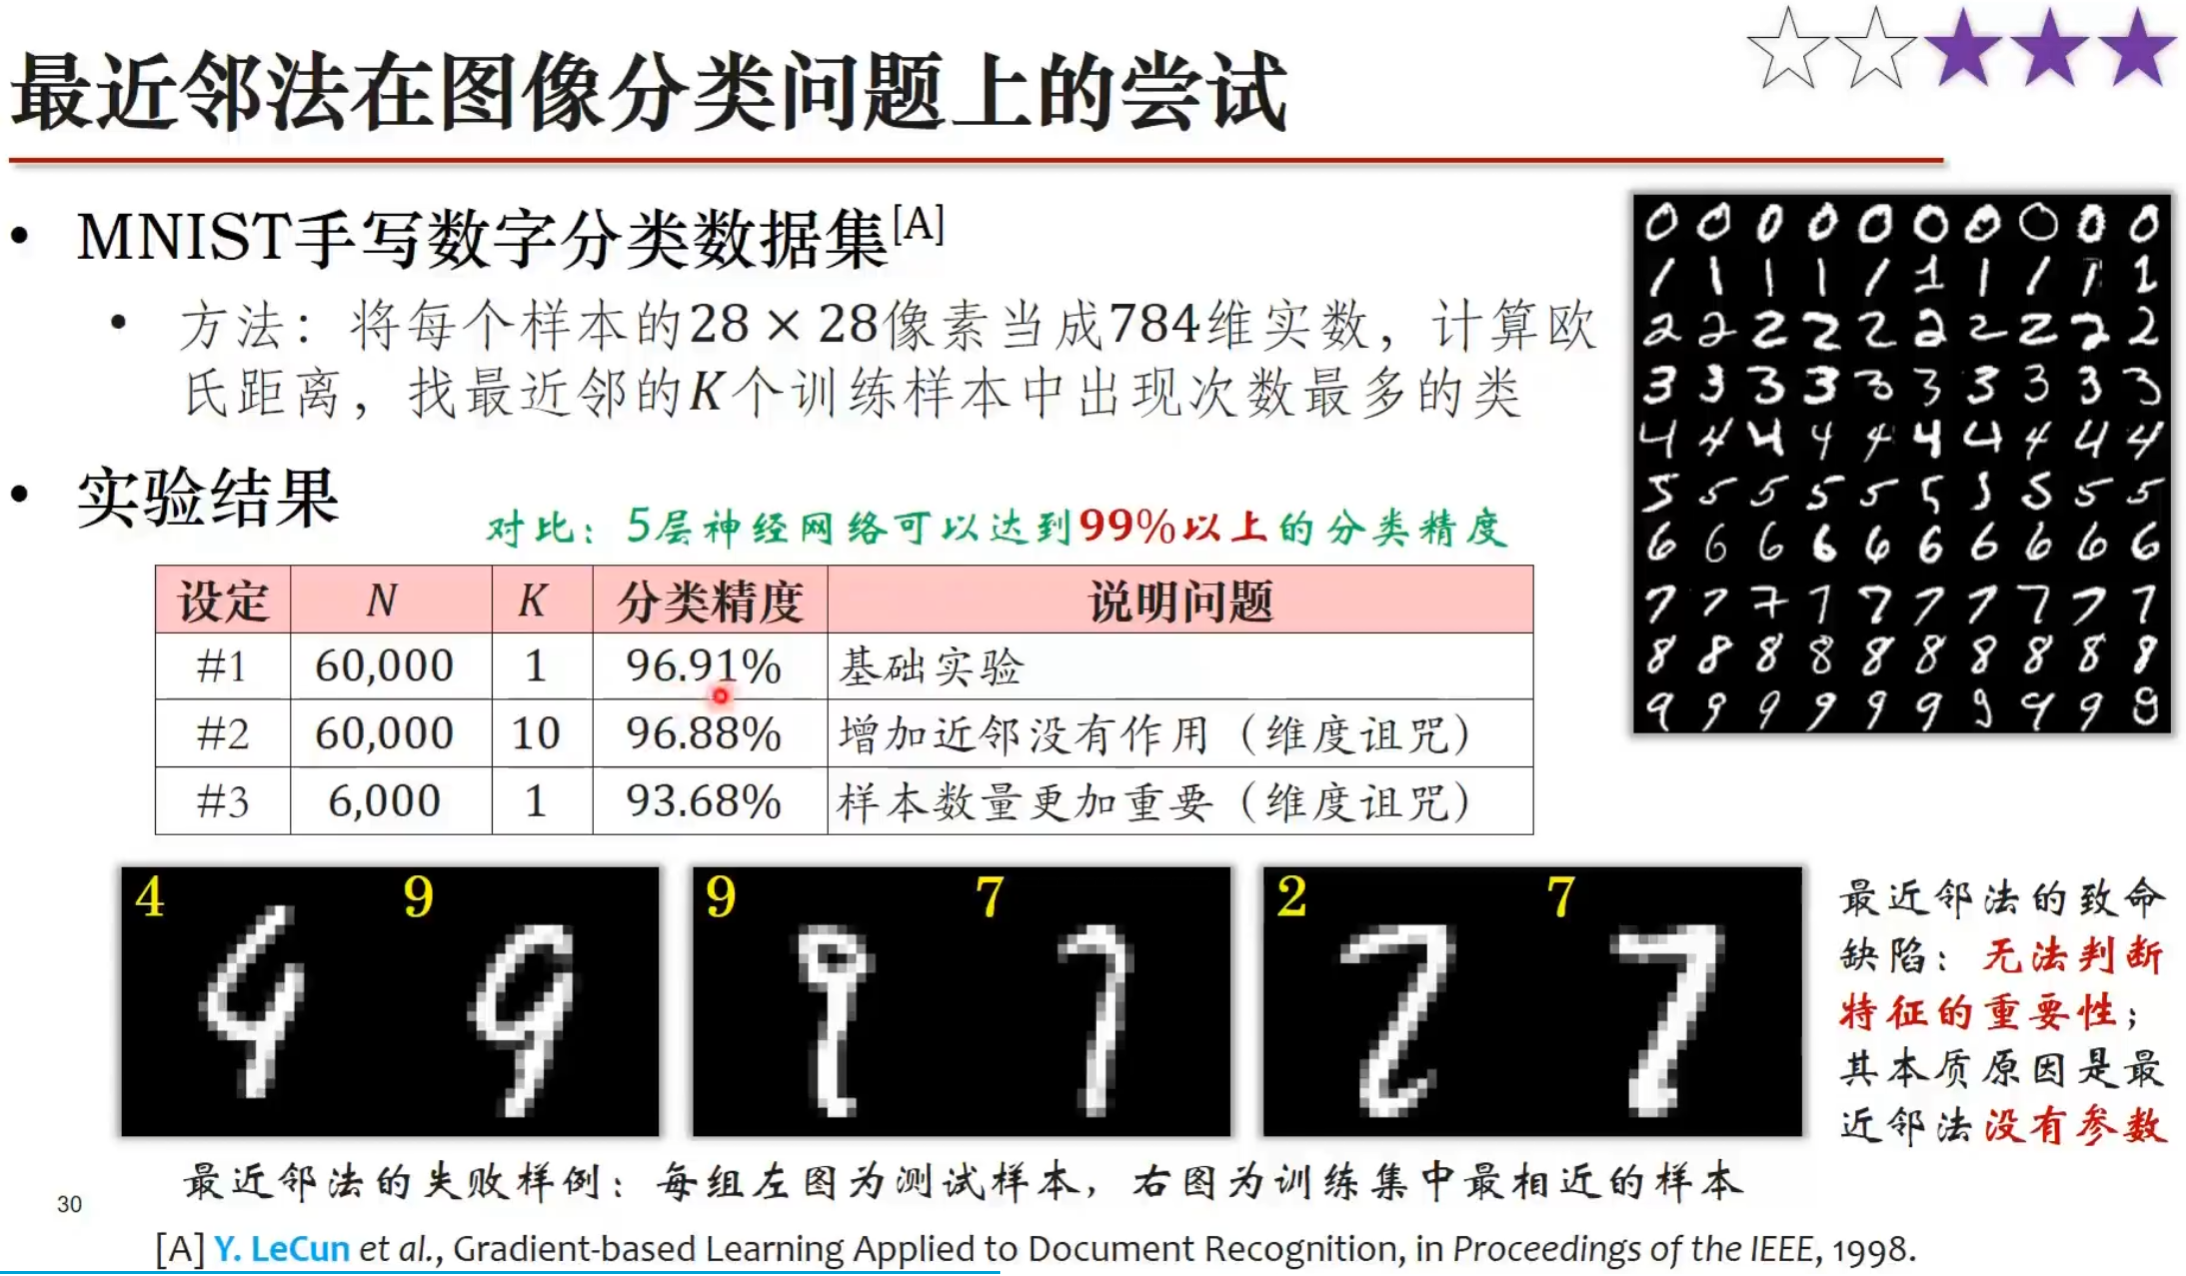 最近邻法在图像分类问题上的尝试
• MNIST手写数字分类数据集[A]
• 方法：将每个样本的28 × 28像素当成784维实数，计算欧
氏距离，找最近邻的K个训练样本中出现次数最多的类
• 实验结果
对比：5层神经网络可以达到99%以上的分类精度
设定 N K 分类精度 说明问题
#1 60,000 1 96.91% 基础实验
#2 60,000 10 96.88% 增加近邻没有作用（维度诅咒）
#3 6,000 1 93.68% 样本数量更加重要（维度诅咒）
0 0 0 0 0 0 0 0 0 0
1 1 1 1 1 1 1 1 1 1
2 2 2 2 2 2 2 2 2 2
3 3 3 3 3 3 3 3 3 3
4 4 4 4 4 4 4 4 4 4
5 5 5 5 5 5 5 5 5 5
6 6 6 6 6 6 6 6 6 6
7 7 7 7 7 7 7 7 7 7
8 8 8 8 8 8 8 8 8 8
9 9 9 9 9 9 9 9 9 9
4 9 9 7 2 7
4 9 9 7 2 7
最近邻法的致命
缺陷：无法判断
特征的重要性；
其本质原因是最
近邻法没有参数
最近邻法的失败样例：每组左图为测试样本，右图为训练集中最相近的样本
30
[A] Y. LeCun et al., Gradient-based Learning Applied to Document Recognition, in Proceedings of the IEEE, 1998.